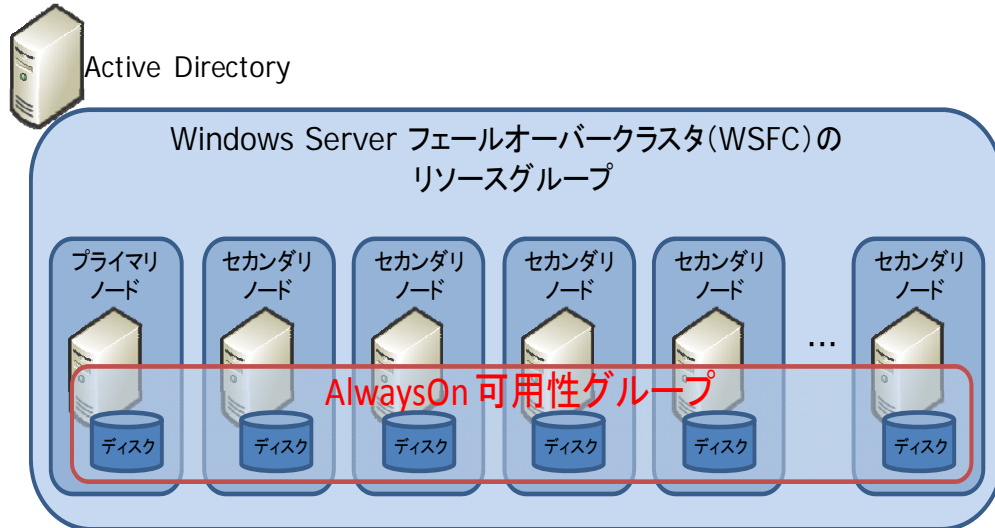 Active Directory
Windows Server フェールオーバークラスタ(WSFC)の
リソースグループ
プライマリ
ノード
セカンダリ
ノード
セカンダリ
ノード
セカンダリ
ノード
セカンダリ
ノード
…
セカンダリ
ノード
AlwaysOn 可用性グループ
ディスク
ディスク
ディスク
ディスク
ディスク
ディスク